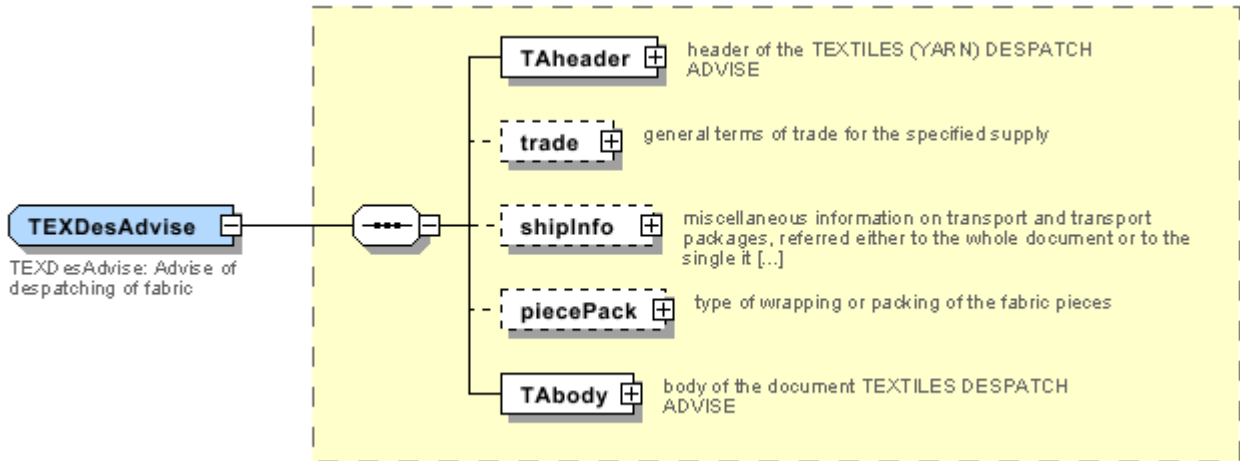 TAheader
header of the TEXTILES (YARN) DESPATCH
ADVISE
trade
general terms of trade for the specified supply
TEXDesAdvise
TEXDesAdvise: Advise of
despatching of fabric
shipInfo
miscellaneous information on transport and transport
packages, referred either to the whole document or to the
single it [...]
piecePack
type of wrapping or packing of the fabric pieces
TAbody
body of the document TEXTILES DESPATCH
ADVISE